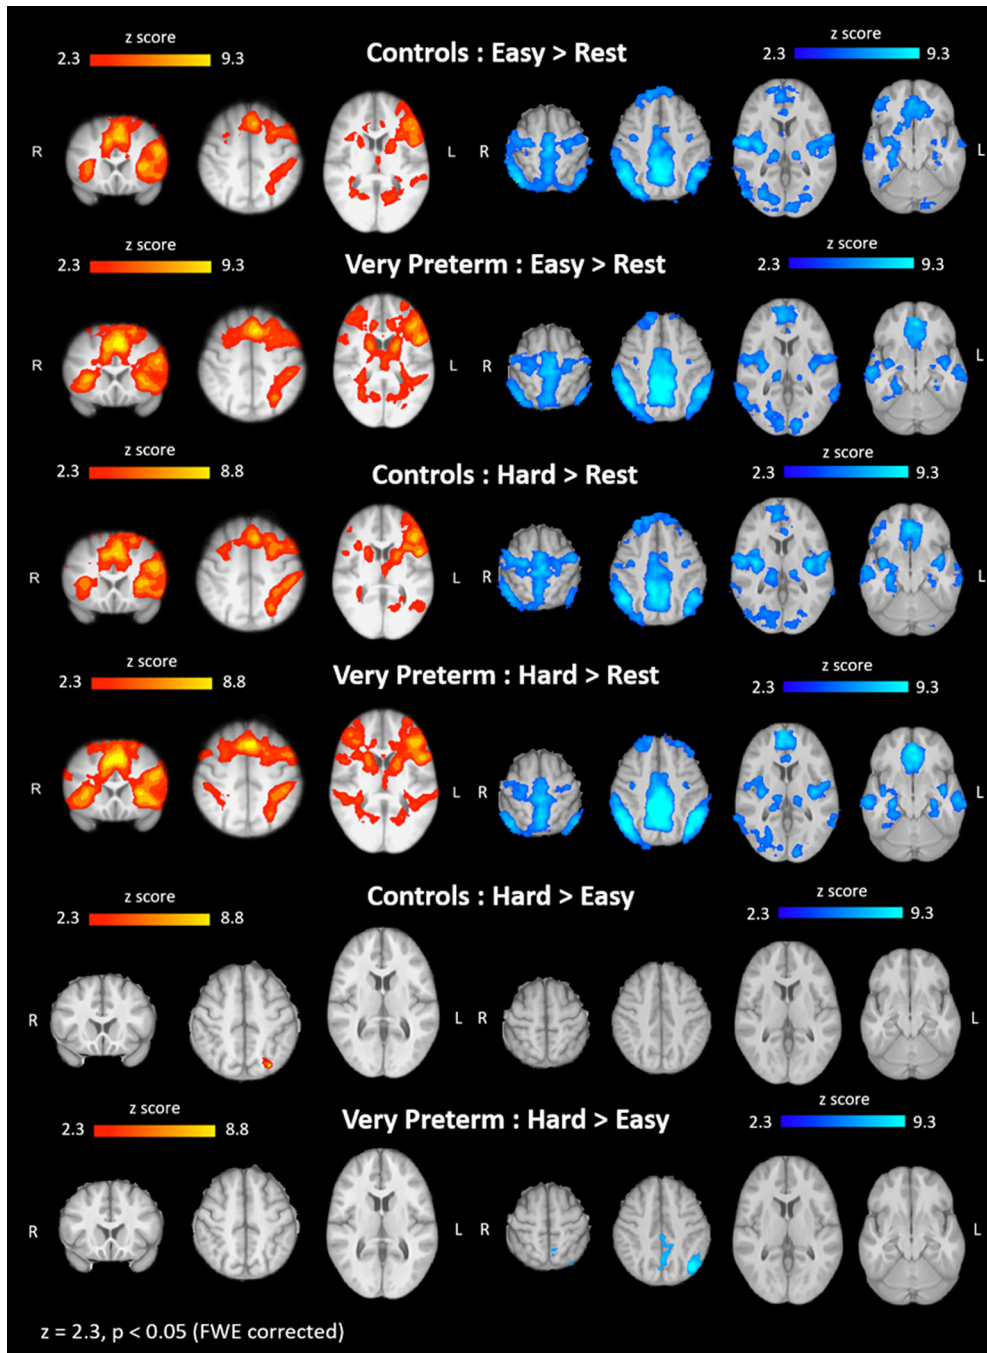 z score
2.3 9.3
Controls : Easy > Rest
z score
2.3 9.3
R L R L
z score
2.3 9.3
Very Preterm : Easy > Rest
z score
2.3 9.3
R L R L
z score
2.3 8.8
Controls : Hard > Rest
z score
2.3 9.3
R L R L
z score
2.3 8.8
Very Preterm : Hard > Rest
z score
2.3 9.3
R L R L
z score
2.3 8.8
Controls : Hard > Easy
z score
2.3 9.3
R L R L
z score
2.3 8.8
Very Preterm : Hard > Easy
z score
2.3 9.3
R L R L
z = 2.3, p < 0.05 (FWE corrected)